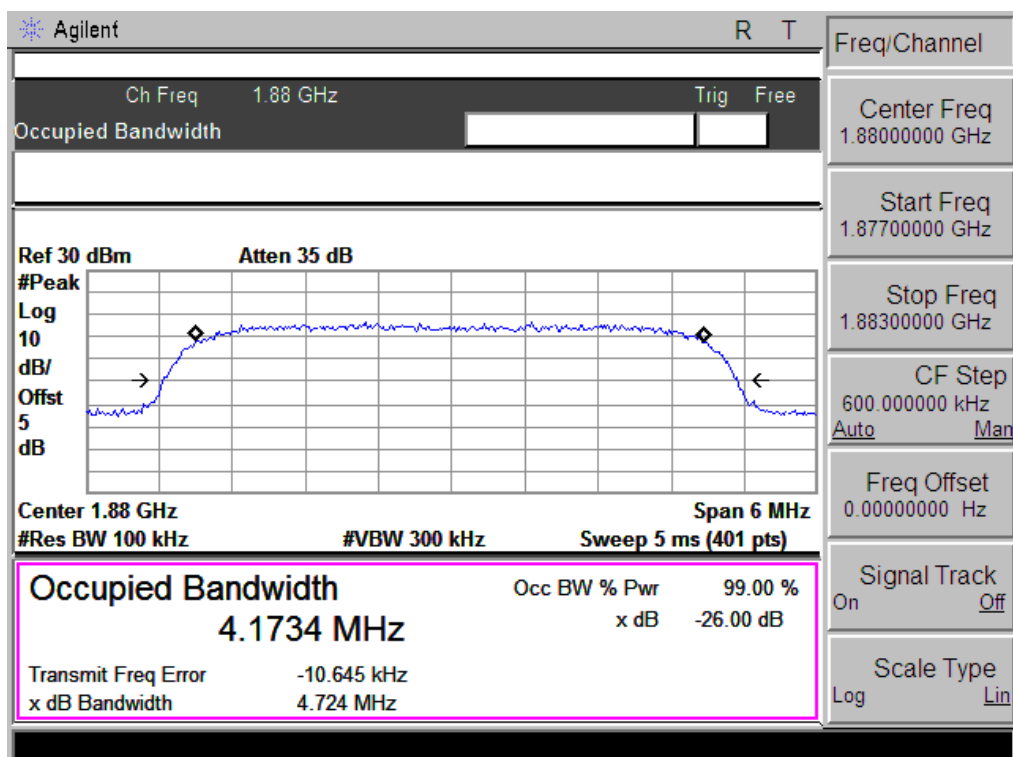 Agilent R T
Freq/Channel
Ch Freq 1.88 GHz Trig Free
Occupied Bandwidth
Center Freq
1.88000000 GHz
Start Freq
1.87700000 GHz
Stop Freq
1.88300000 GHz
CF Step
600.000000 kHz
Auto Man
Freq Offset
0.00000000 Hz
Signal Track
On Off
Scale Type
Log Lin
Ref 30 dBm Atten 35 dB
#Peak
Log
10
dB/
Offst
5
dB
Center 1.88 GHz Span 6 MHz
#Res BW 100 kHz #VBW 300 kHz Sweep 5 ms (401 pts)
Occupied Bandwidth Occ BW % Pwr 99.00 %
4.1734 MHz x dB -26.00 dB
Transmit Freq Error -10.645 kHz
x dB Bandwidth 4.724 MHz